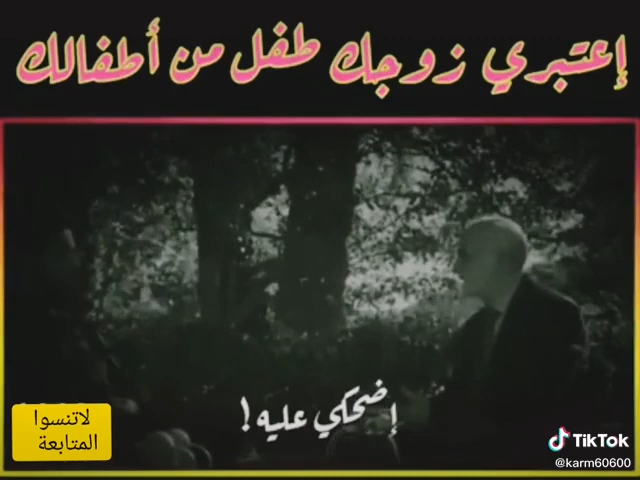 إعتبري زوجك طفل من أطفالك
إضحكي عليه!
لاتنسوا
المتابعة
TikTok
@karm60600